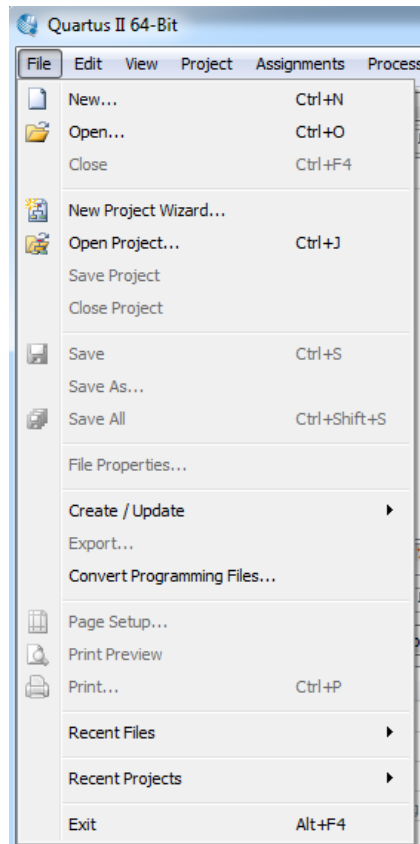 Quartus II 64-Bit
File Edit View Project Assignments Process
New... Ctrl+N
Open... Ctrl+O
Close Ctrl+F4
New Project Wizard...
Open Project... Ctrl+J
Save Project
Close Project
Save Ctrl+S
Save As...
Save All Ctrl+Shift+S
File Properties...
Create / Update
Export...
Convert Programming Files...
Page Setup...
Print Preview
Print... Ctrl+P
Recent Files
Recent Projects
Exit Alt+F4